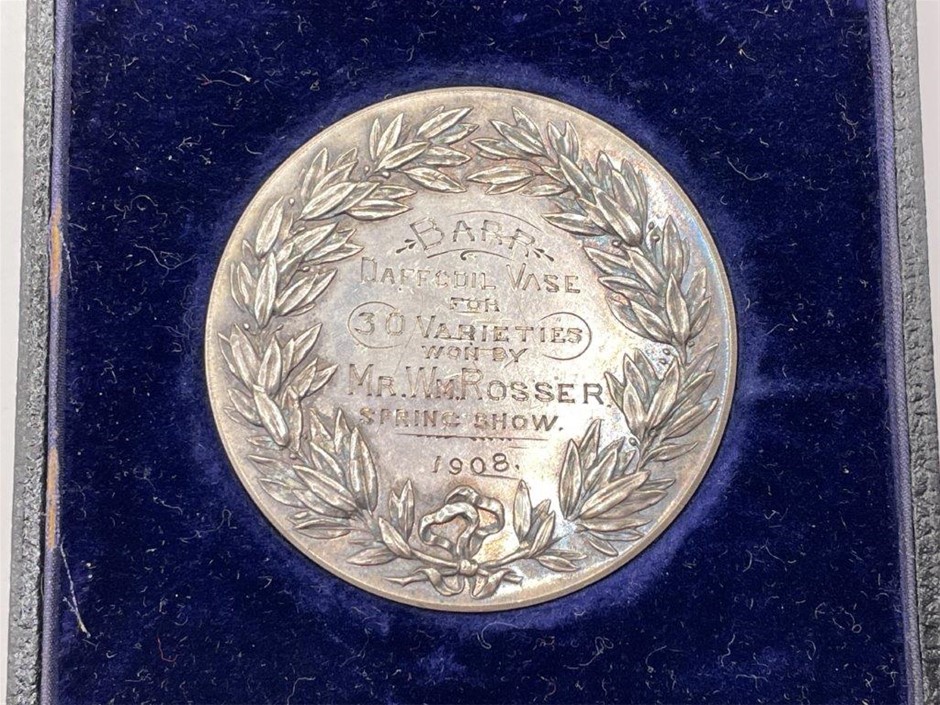 BARR
DAFFODIL VASE
FOR
30 VARIETIES
WON BY
MR. WM. ROSSER.
SPRING SHOW.
1908.